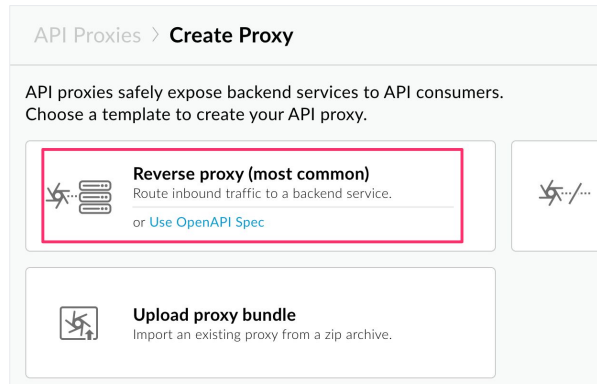 API Proxies > Create Proxy
API proxies safely expose backend services to API consumers.
Choose a template to create your API proxy.
Reverse proxy (most common)
Route inbound traffic to a backend service.
or Use OpenAPI Spec
Upload proxy bundle
Import an existing proxy from a zip archive.